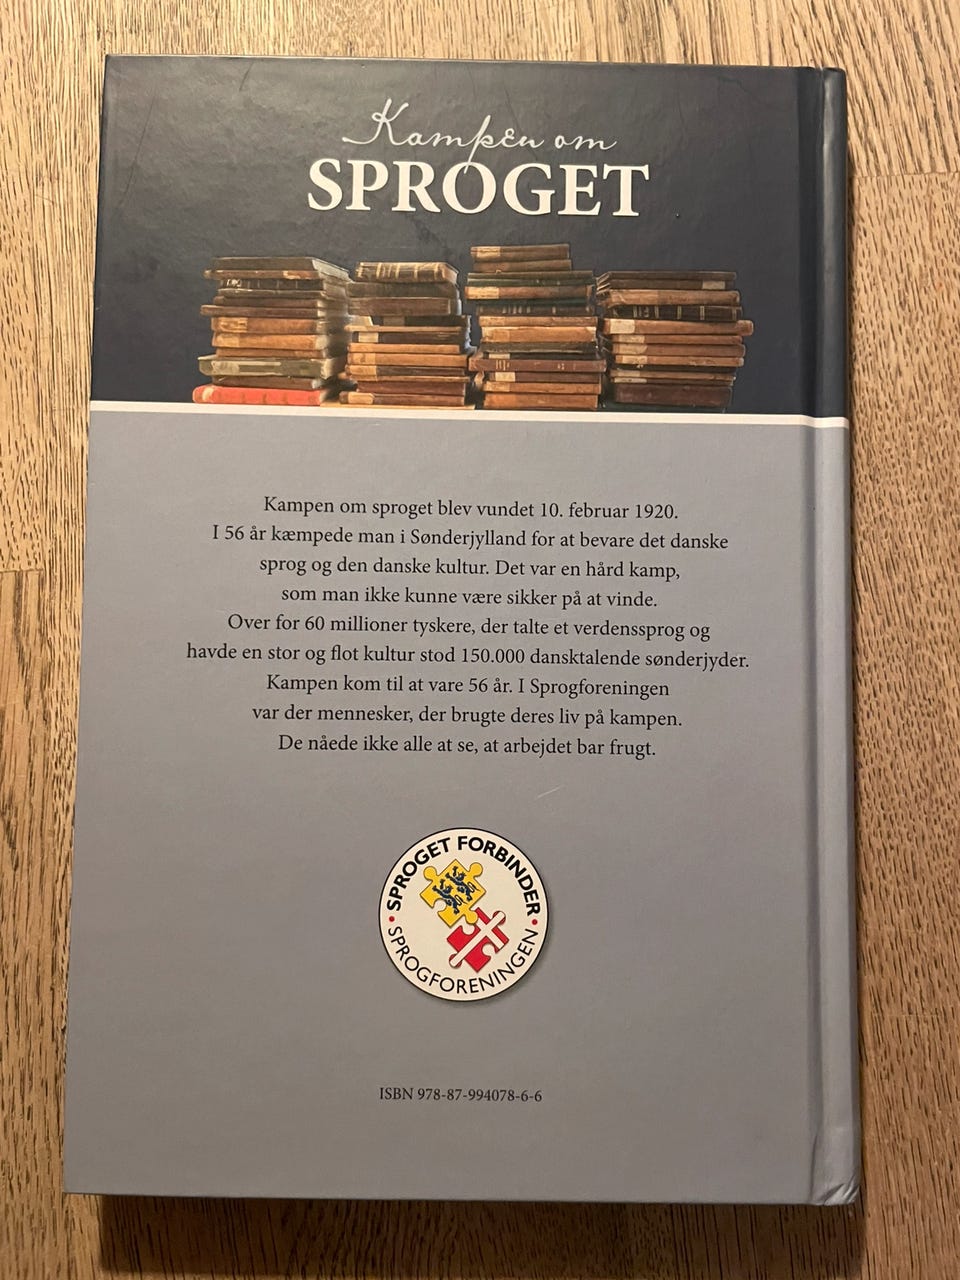 Kampen om
SPROGET
Kampen om sproget blev vundet 10. februar 1920.
I 56 år kæmpede man i Sønderjylland for at bevare det danske
sprog og den danske kultur. Det var en hård kamp,
som man ikke kunne være sikker på at vinde.
Over for 60 millioner tyskere, der talte et verdenssprog og
havde en stor og flot kultur stod 150.000 dansktalende sønderjyder.
Kampen kom til at vare 56 år. I Sprogforeningen
var der mennesker, der brugte deres liv på kampen.
De nåede ikke alle at se, at arbejdet bar frugt.
SPROGET FORBINDER
SPROGFORENINGEN
ISBN 978-87-994078-6-6